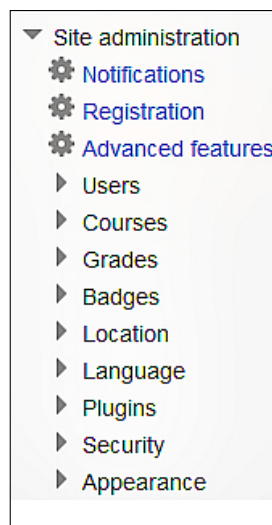 Site administration
Notifications
Registration
Advanced features
Users
Courses
Grades
Badges
Location
Language
Plugins
Security
Appearance